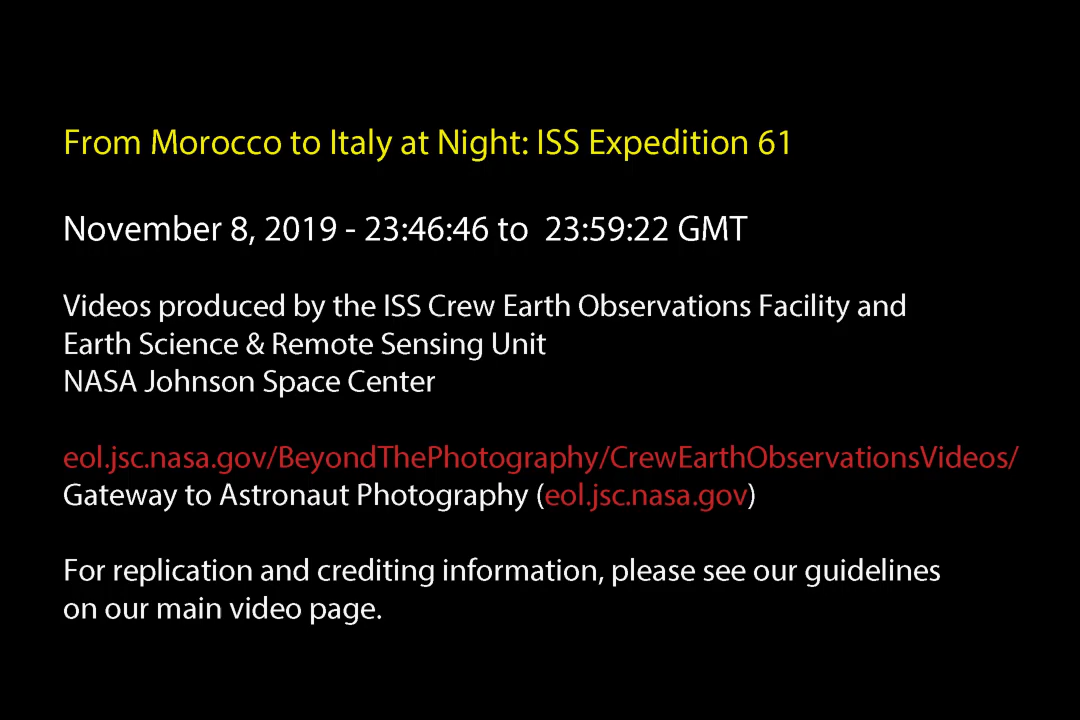 From Morocco to Italy at Night: ISS Expedition 61
November 8, 2019 - 23:46:46 to  23:59:22 GMT
Videos produced by the ISS Crew Earth Observations Facility and
Earth Science & Remote Sensing Unit
NASA Johnson Space Center
eol.jsc.nasa.gov/BeyondThePhotography/CrewEarthObservationsVideos/
Gateway to Astronaut Photography (eol.jsc.nasa.gov)
For replication and crediting information, please see our guidelines
on our main video page.